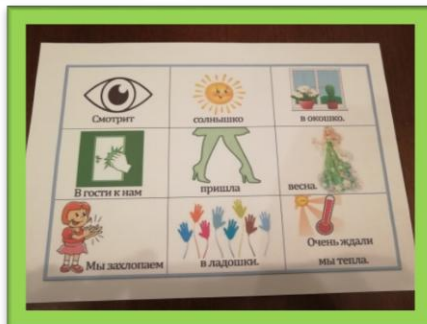 Смотрит
солнышко
в окошко.
В гости к нам
пришла
весна.
Мы захлопаем
в ладошки.
Очень ждали
мы тепла.